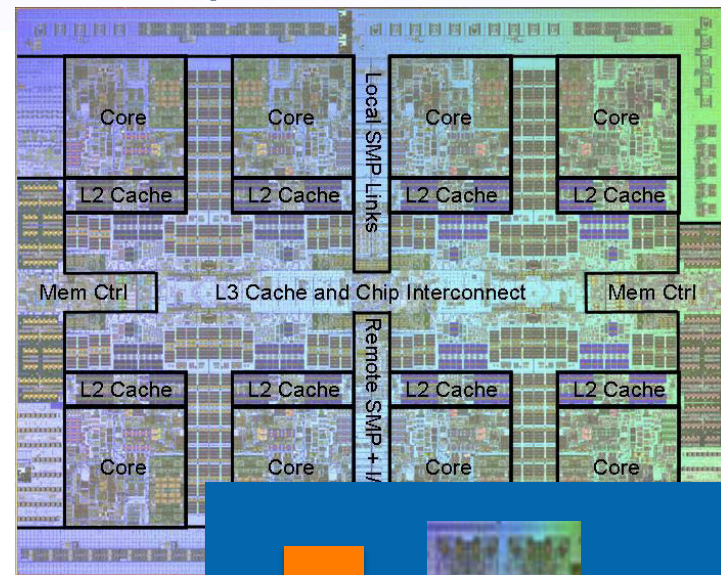 Core
Core
Core
Core
Local SMP Links
L2 Cache
L2 Cache
L2 Cache
L2 Cache
Mem Ctrl
L3 Cache and Chip Interconnect
Mem Ctrl
Remote SMP + I/
L2 Cache
L2 Cache
L2 Cache
L2 Cache
Core
Core
Core
Core